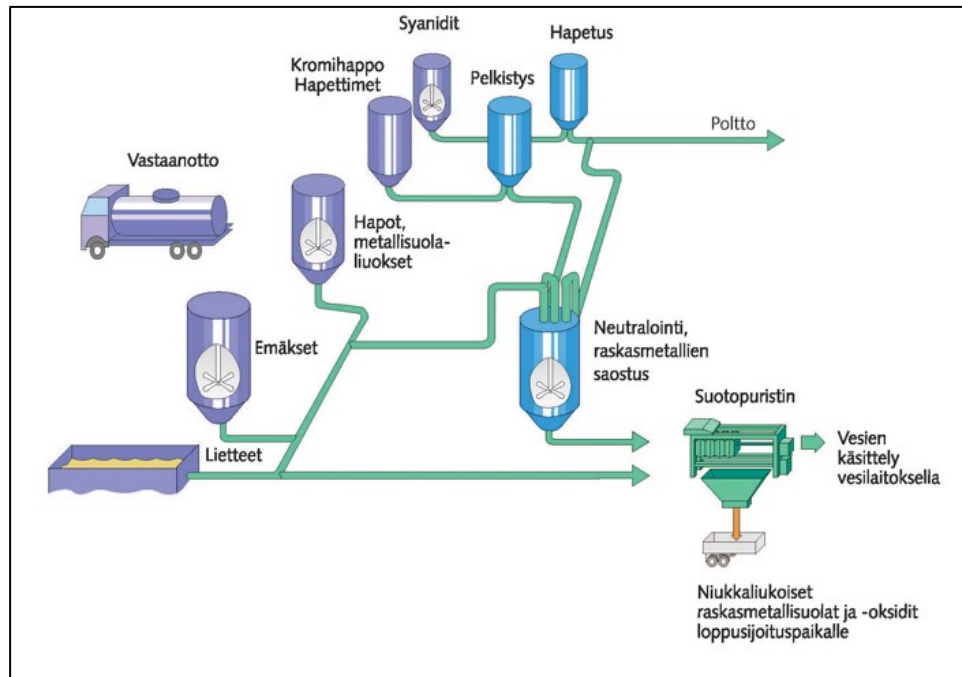 Syanidit
Hapetus
Kromihappo
Hapettimet
Pelkistys
Poltto
Vastaanotto
Hapot,
metallisuola-
liuokset
Emäkset
Neutralointi,
raskasmetallien
saostus
Suotopuristin
Lietteet
Vesien
käsittely
vesilaitoksella
Niukkaliukoiset
raskasmetallisuolat ja -oksidit
loppusijoituspaikalle